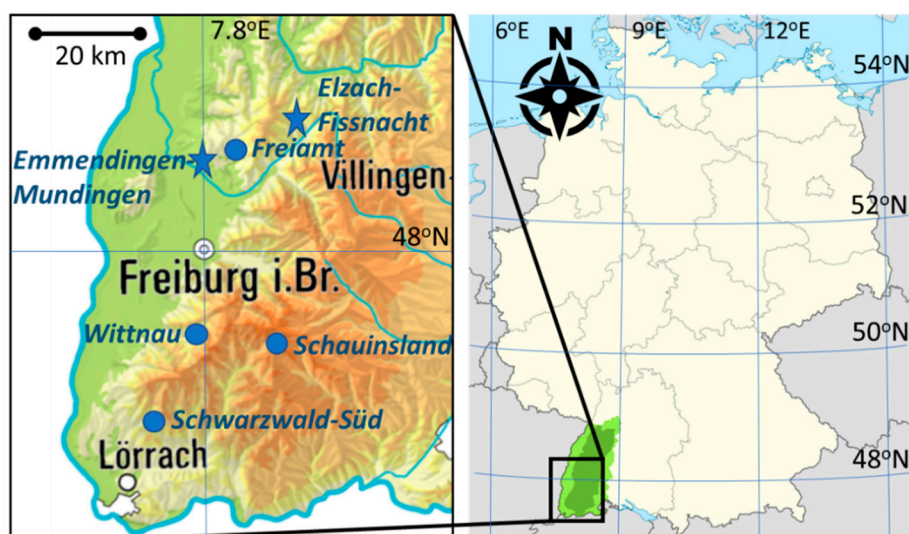 20 km
7.8°E
Elzach-
Fissnacht
Emmendingen
Mundingen
Freiamt
Villingen
48°N
Freiburg i.Br.
Wittnau
Schauinsland
Schwarzwald-Süd
Lörrach
6°E
9°E
12°E
N
54°N
52°N
50°N
48°N